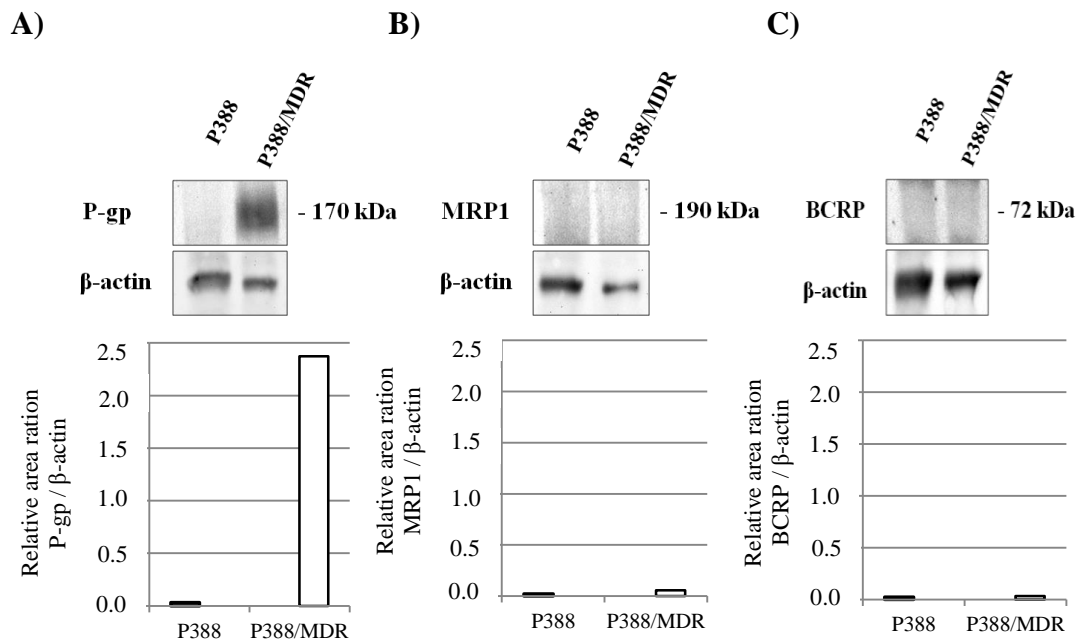 A)
P388
P388/MDR
P-gp
- 170 kDa
β-actin
Relative area ration
P-gp / β-actin
2.5
2.0
1.5
1.0
0.5
0.0
P388
P388/MDR
B)
P388
P388/MDR
MRP1
- 190 kDa
β-actin
Relative area ration
MRP1 / β-actin
2.5
2.0
1.5
1.0
0.5
0.0
P388
P388/MDR
C)
P388
P388/MDR
BCRP
- 72 kDa
β-actin
Relative area ration
BCRP / β-actin
2.5
2.0
1.5
1.0
0.5
0.0
P388
P388/MDR